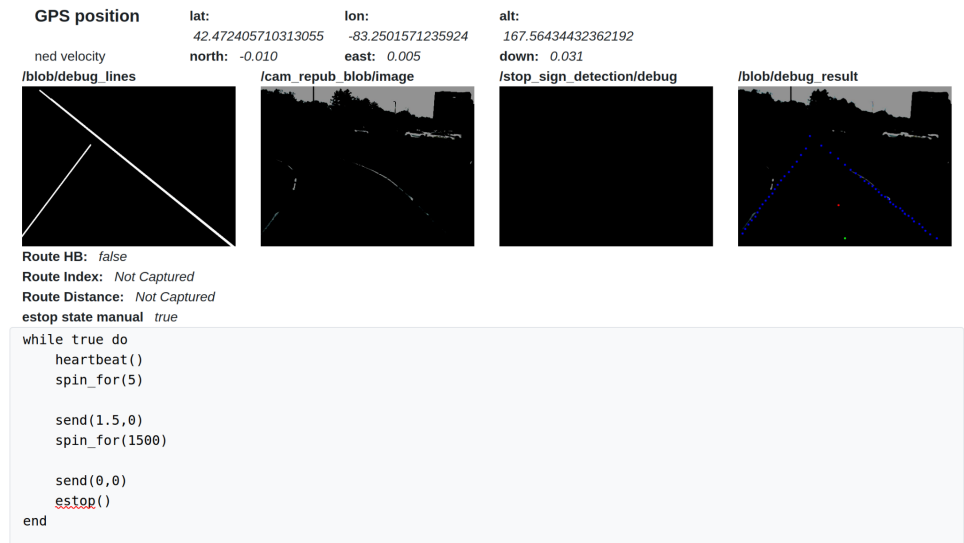 GPS position lat: lon: alt:
42.472405710313055 -83.2501571235924 167.56434432362192
ned velocity north: -0.010 east: 0.005 down: 0.031
/blob/debug_lines /cam_repub_blob/image /stop_sign_detection/debug /blob/debug_result
Route HB: false
Route Index: Not Captured
Route Distance: Not Captured
estop state manual true
while true do
    heartbeat()
    spin_for(5)
    send(1.5,0)
    spin_for(1500)
    send(0,0)
    estop()
end